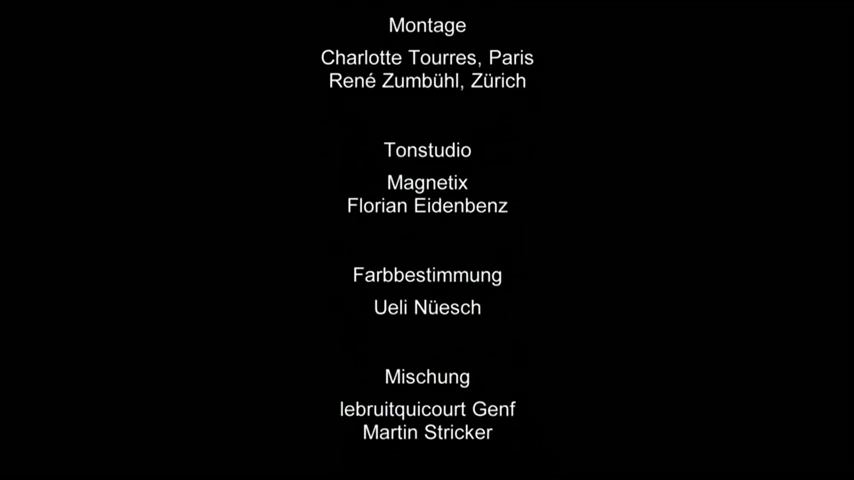 Montage
Charlotte Tourres, Paris
René Zumbühl, Zürich
Tonstudio
Magnetix
Florian Eidenbenz
Farbbestimmung
Ueli Nüesch
Mischung
lebruitquicourt Genf
Martin Stricker